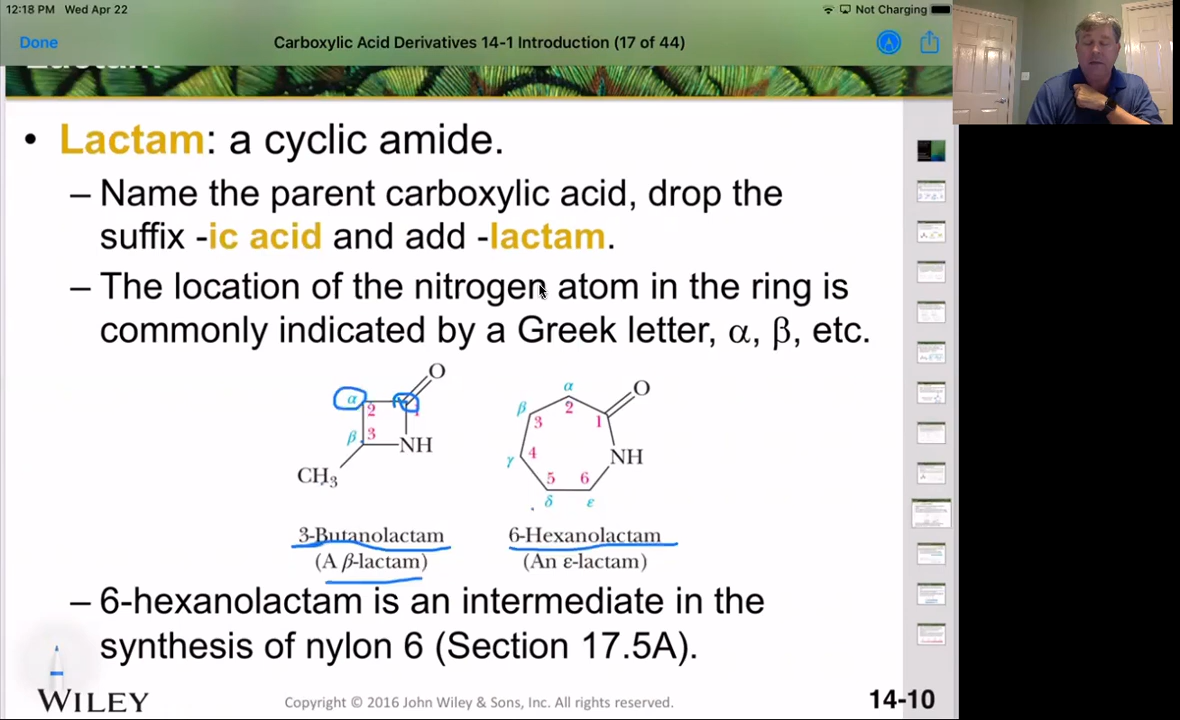 12:18 PM Wed Apr 22
Not Charging
Done
Carboxylic Acid Derivatives 14-1 Introduction (17 of 44)
• Lactam: a cyclic amide.
– Name the parent carboxylic acid, drop the
suffix -ic acid and add -lactam.
– The location of the nitrogen atom in the ring is
commonly indicated by a Greek letter, α, β, etc.
O
α
2
β
3
NH
CH3
3-Butanolactam
(A β-lactam)
O
α
β
2
3
1
γ
4
NH
5
6
δ
ε
6-Hexanolactam
(An ε-lactam)
– 6-hexanolactam is an intermediate in the
synthesis of nylon 6 (Section 17.5A).
WILEY
Copyright © 2016 John Wiley & Sons, Inc. All rights reserved.
14-10